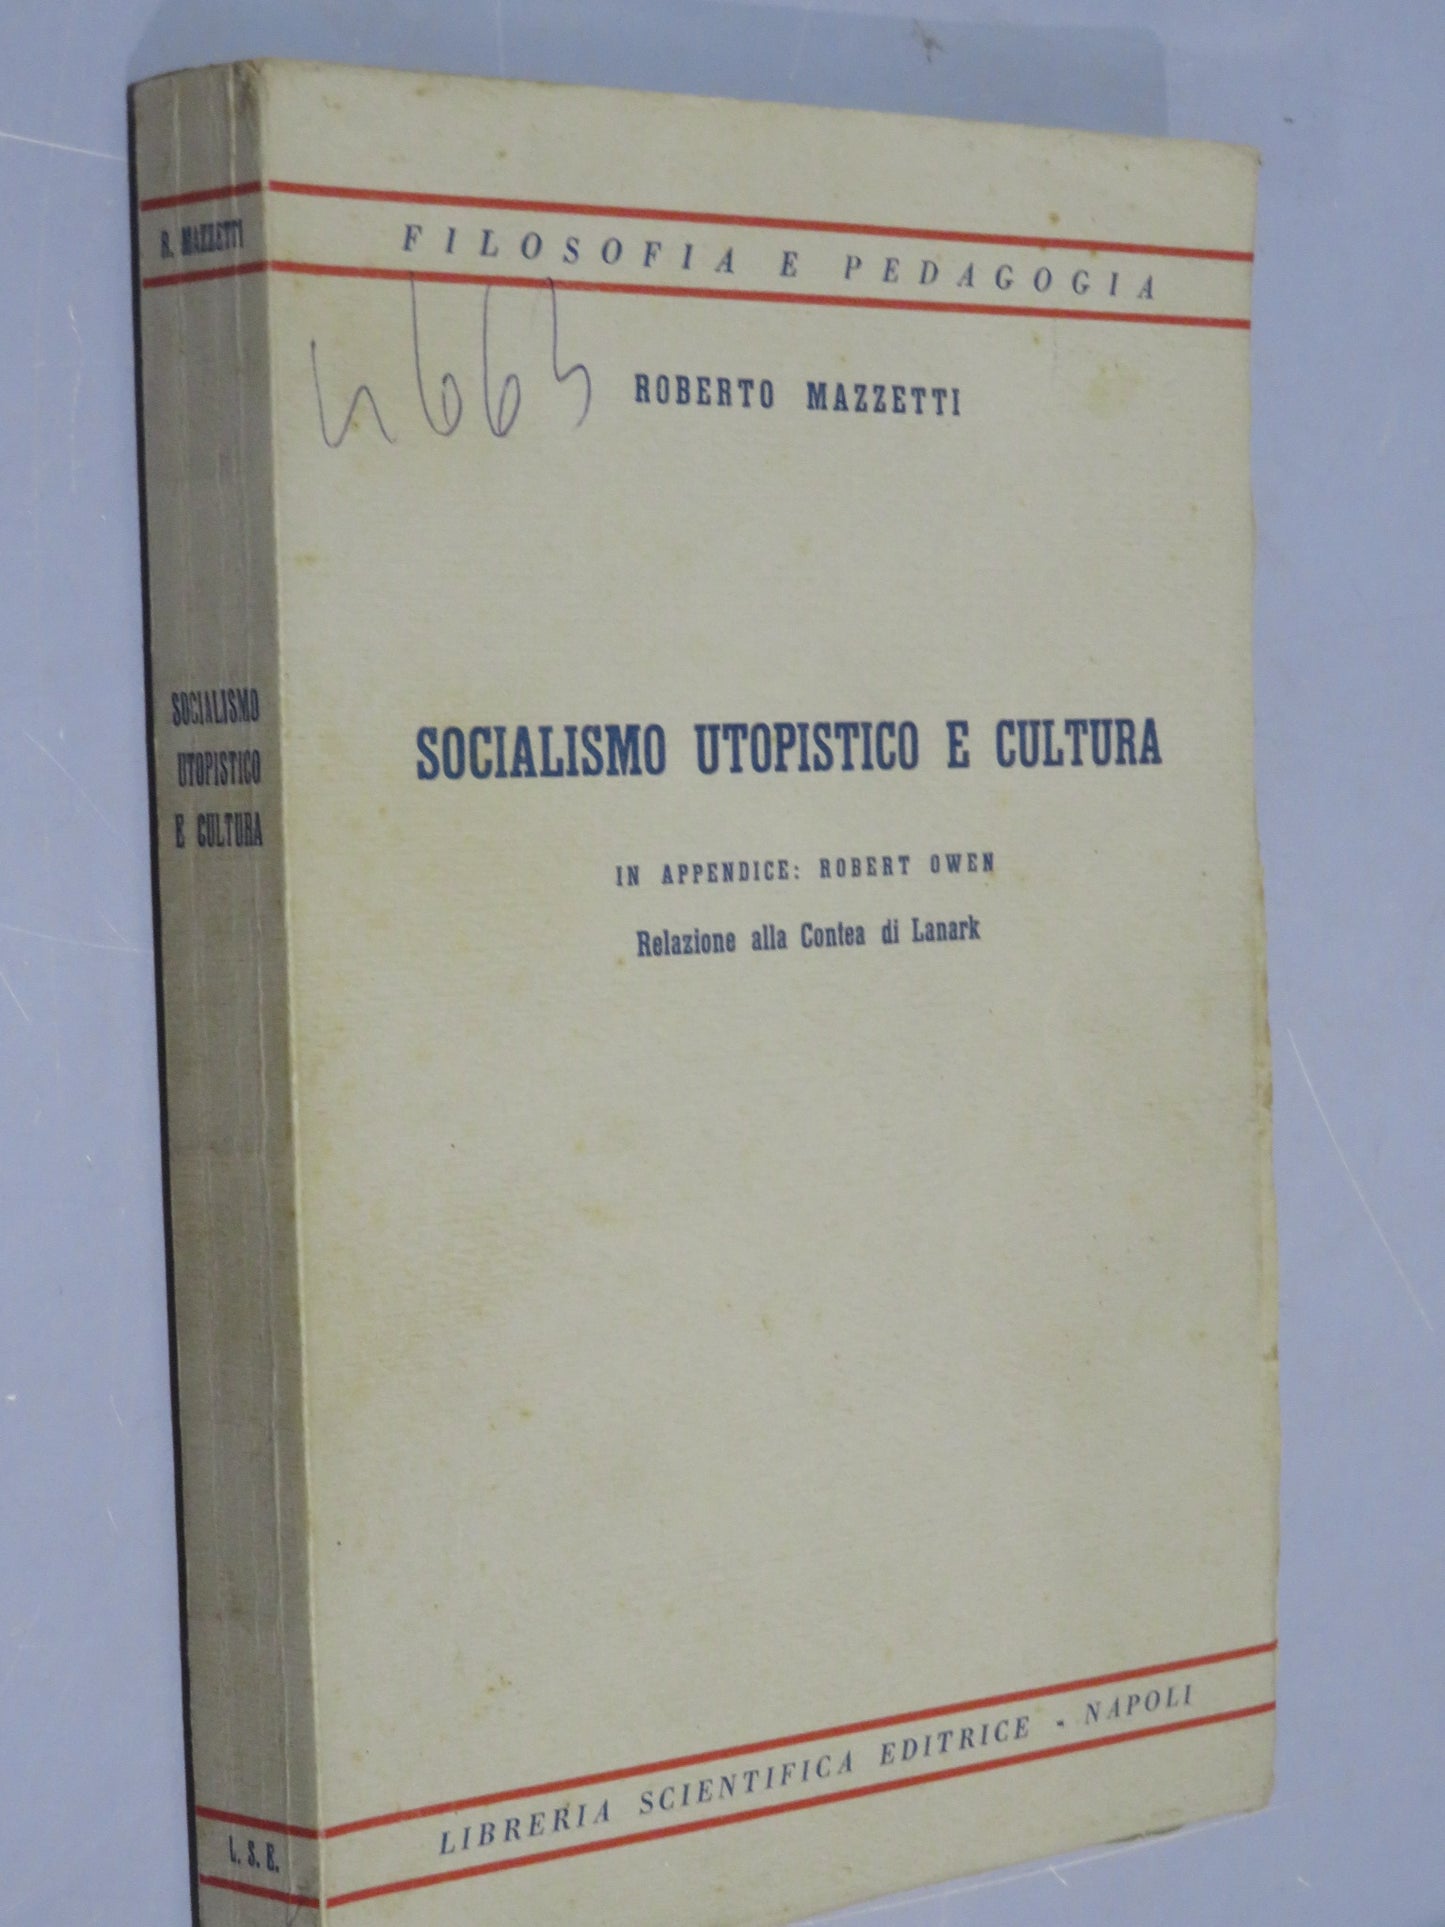 R. MAZZETTI
SOCIALISMO
UTOPISTICO
E CULTURA
L. S. E.
FILOSOFIA E PEDAGOGIA
ROBERTO MAZZETTI
SOCIALISMO UTOPISTICO E CULTURA
IN APPENDICE: ROBERT OWEN
Relazione alla Contea di Lanark
LIBRERIA SCIENTIFICA EDITRICE - NAPOLI